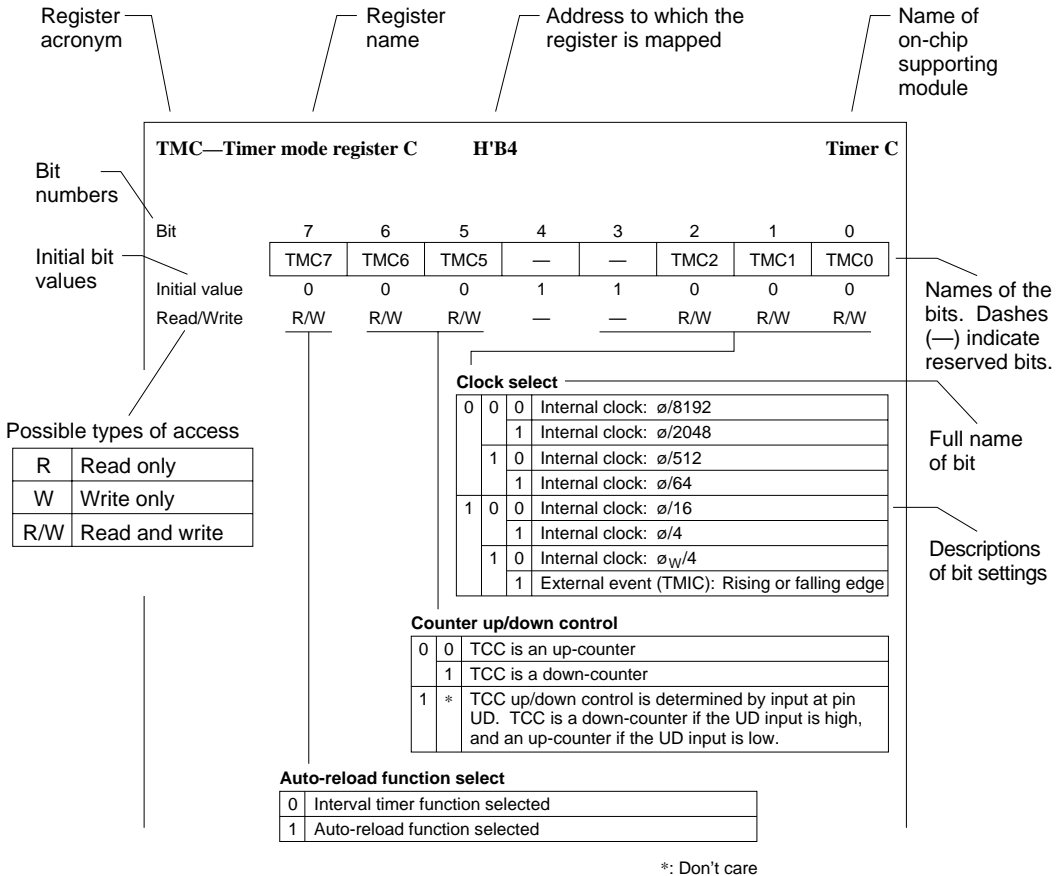 Register acronym
Register name
Address to which the register is mapped
Name of on-chip supporting module
TMC—Timer mode register C H'B4 Timer C
Bit numbers
Bit 7 6 5 4 3 2 1 0
Initial bit values
TMC7 TMC6 TMC5 — — TMC2 TMC1 TMC0
Initial value 0 0 0 1 1 0 0 0
Read/Write R/W R/W R/W — — R/W R/W R/W
Names of the bits. Dashes (—) indicate reserved bits.
Clock select
0 0 0 Internal clock: ø/8192
1 Internal clock: ø/2048
1 0 Internal clock: ø/512
1 Internal clock: ø/64
1 0 0 Internal clock: ø/16
1 Internal clock: ø/4
1 0 Internal clock: øW/4
1 External event (TMIC): Rising or falling edge
Full name of bit
Descriptions of bit settings
Possible types of access
R Read only
W Write only
R/W Read and write
Counter up/down control
0 0 TCC is an up-counter
1 TCC is a down-counter
1 * TCC up/down control is determined by input at pin
UD. TCC is a down-counter if the UD input is high,
and an up-counter if the UD input is low.
Auto-reload function select
0 Interval timer function selected
1 Auto-reload function selected
*: Don't care